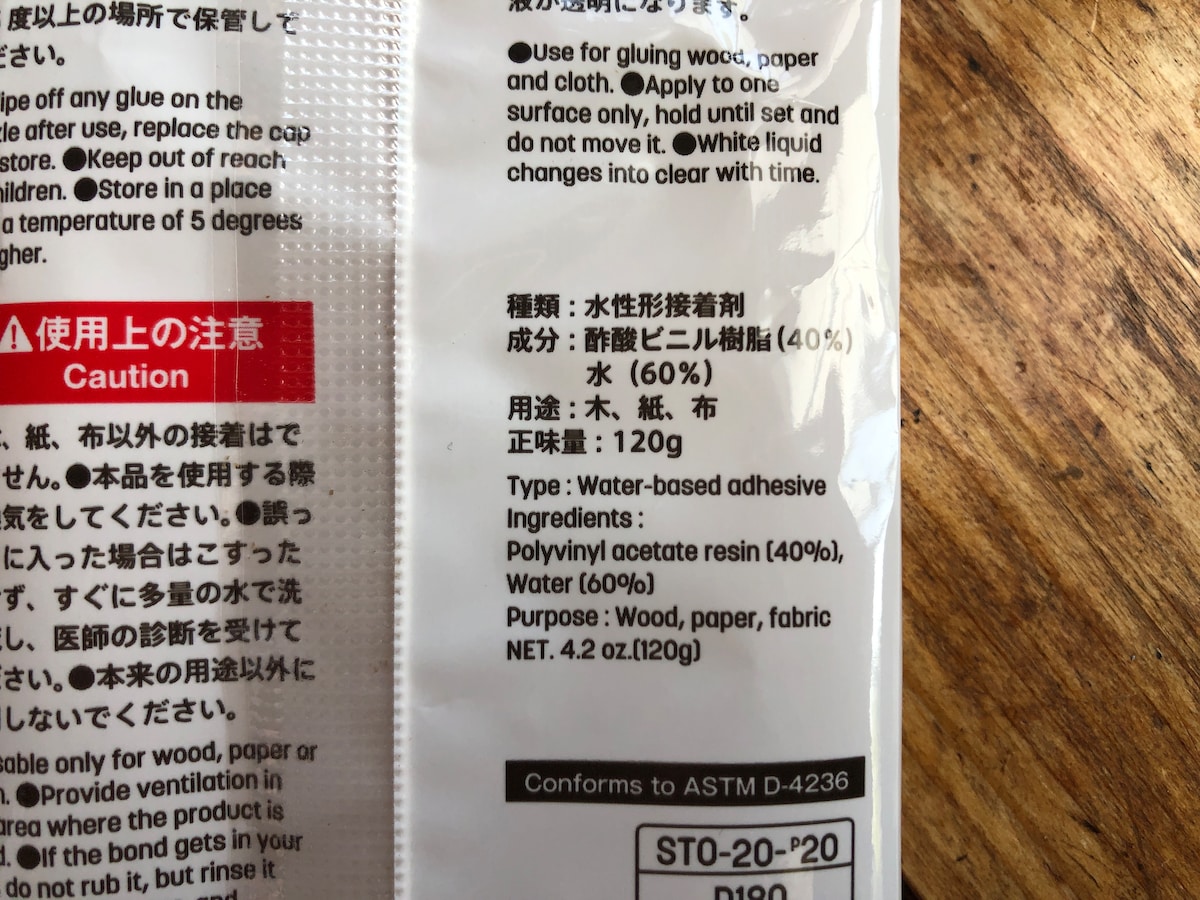 度以上の場所で保管して
ださい。
ipe off any glue on the
zle after use, replace the cap
store. ●Keep out of reach
hildren. ●Store in a place
a temperature of 5 degrees
gher.
⚠使用上の注意
Caution
、紙、布以外の接着はで
せん。●本品を使用する際
気をしてください。●誤っ
に入った場合はこすった
ず、すぐに多量の水で洗
し、医師の診断を受けて
ださい。●本来の用途以外に
しないでください。
sable only for wood, paper or
●Provide ventilation in
area where the product is
●If the bond gets in your
do not rub it, but rinse it
and
液が透明になります。
●Use for gluing wood, paper
and cloth. ●Apply to one
surface only, hold until set and
do not move it. ●White liquid
changes into clear with time.
種類：水性形接着剤
成分：酢酸ビニル樹脂(40%)
水（60%)
用途：木、紙、布
正味量：120g
Type : Water-based adhesive
Ingredients :
Polyvinyl acetate resin (40%),
Water (60%)
Purpose : Wood, paper, fabric
NET. 4.2 oz.(120g)
Conforms to ASTM D-4236
STO-20-P20
D180